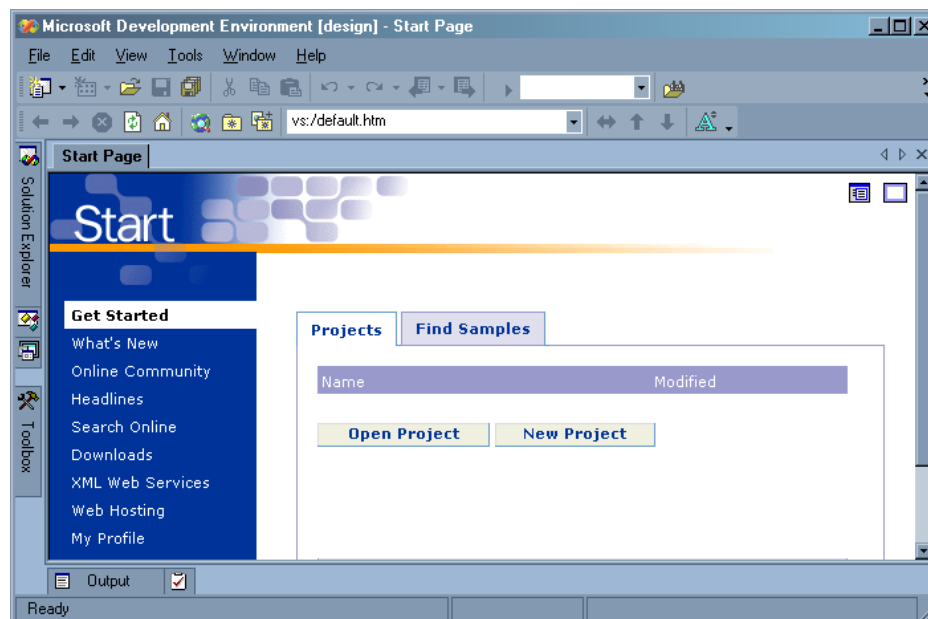 Microsoft Development Environment [design] - Start Page
File Edit View Tools Window Help
vs:/default.htm
Start Page
Solution Explorer
Toolbox
Start
Get Started
What's New
Online Community
Headlines
Search Online
Downloads
XML Web Services
Web Hosting
My Profile
Projects Find Samples
Name Modified
Open Project New Project
Output
Ready